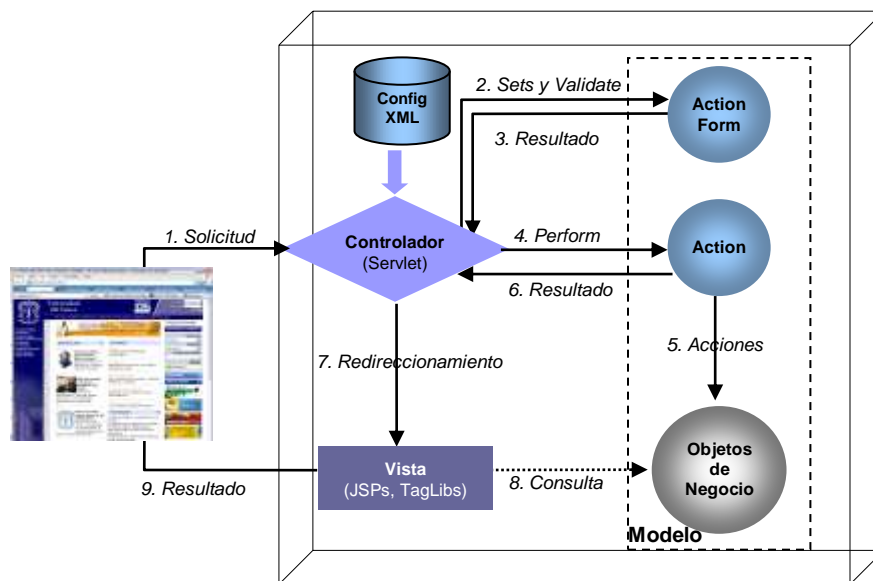 Config
XML
2. Sets y Validate
Action
Form
3. Resultado
1. Solicitud
Controlador
(Servlet)
4. Perform
Action
6. Resultado
7. Redireccionamiento
5. Acciones
Vista
(JSPs, TagLibs)
8. Consulta
Objetos
de
Negocio
9. Resultado
Modelo